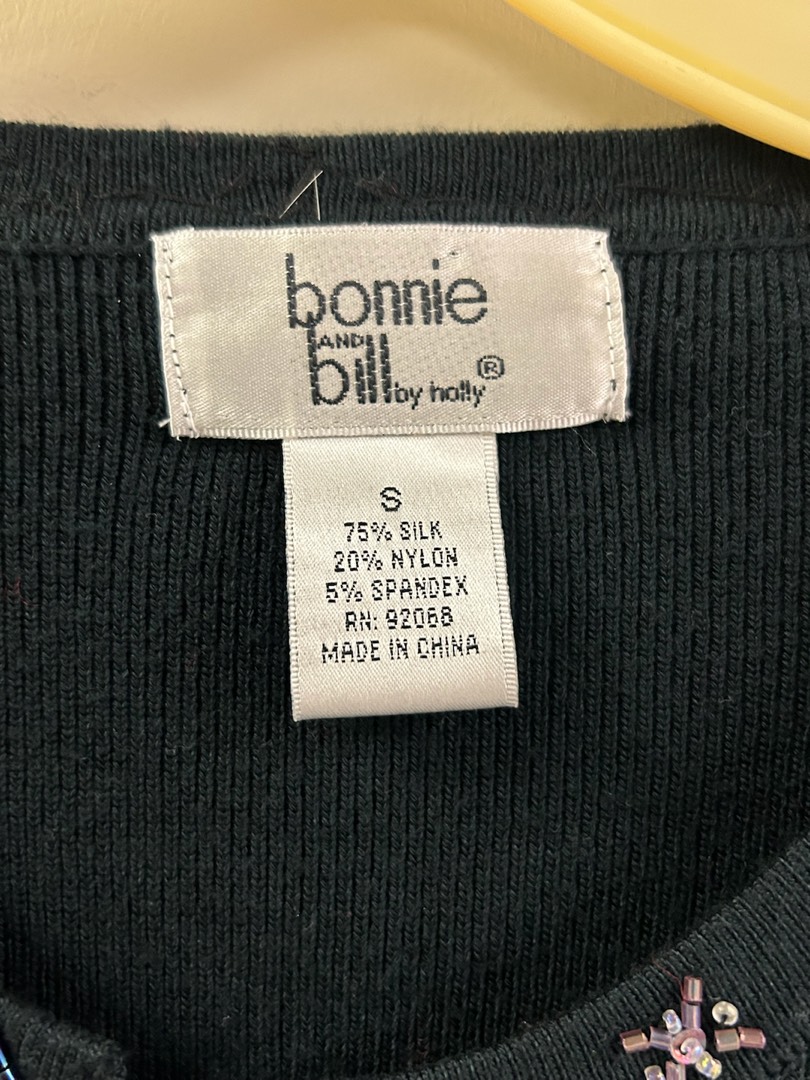 bonnie
AND
bill by holly®
S
75% SILK
20% NYLON
5% SPANDEX
RN: 92068
MADE IN CHINA